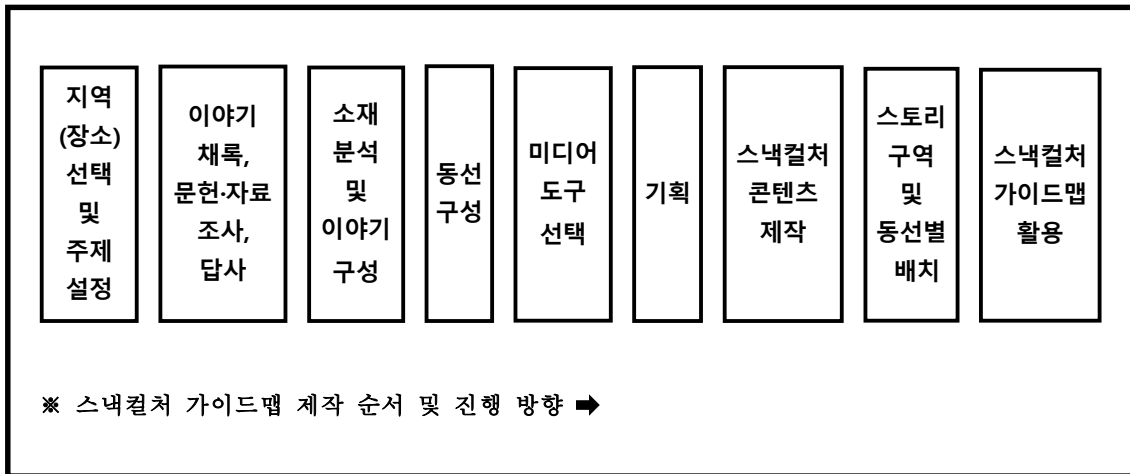 지역
(장소)
선택
및
주제
설정
이야기
채록,
문헌·자료
조사,
답사
소재
분석
및
이야기
구성
동선
구성
미디어
도구
선택
기획
스낵컬처
콘텐츠
제작
스토리
구역
및
동선별
배치
스낵컬처
가이드맵
활용
※ 스낵컬처 가이드맵 제작 순서 및 진행 방향 ➡